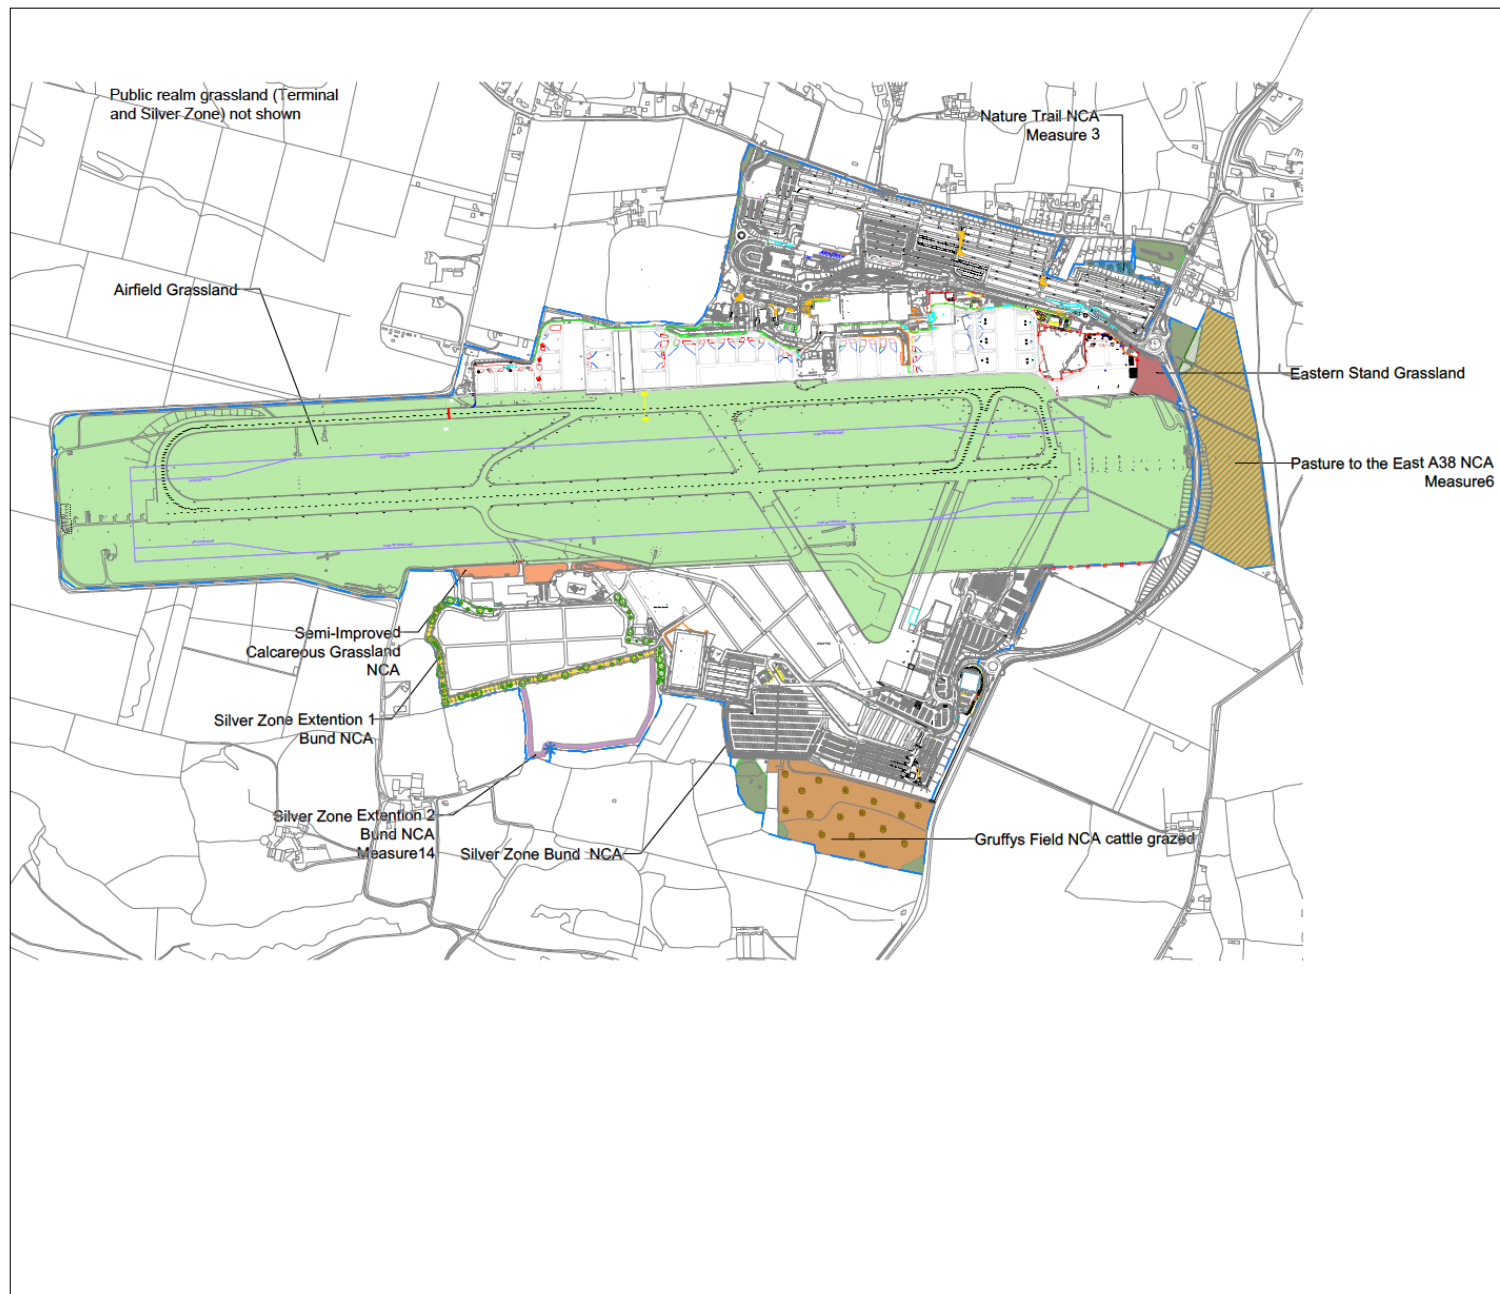 Public realm grassland (Terminal
and Silver Zone) not shown
Nature Trail NCA
Measure 3
Airfield Grassland
Eastern Stand Grassland
Pasture to the East A38 NCA
Measure6
Semi-Improved
Calcareous Grassland
NCA
Silver Zone Extention 1
Bund NCA
Silver Zone Extention 2
Bund NCA
Measure14
Silver Zone Bund NCA
Gruffys Field NCA cattle grazed